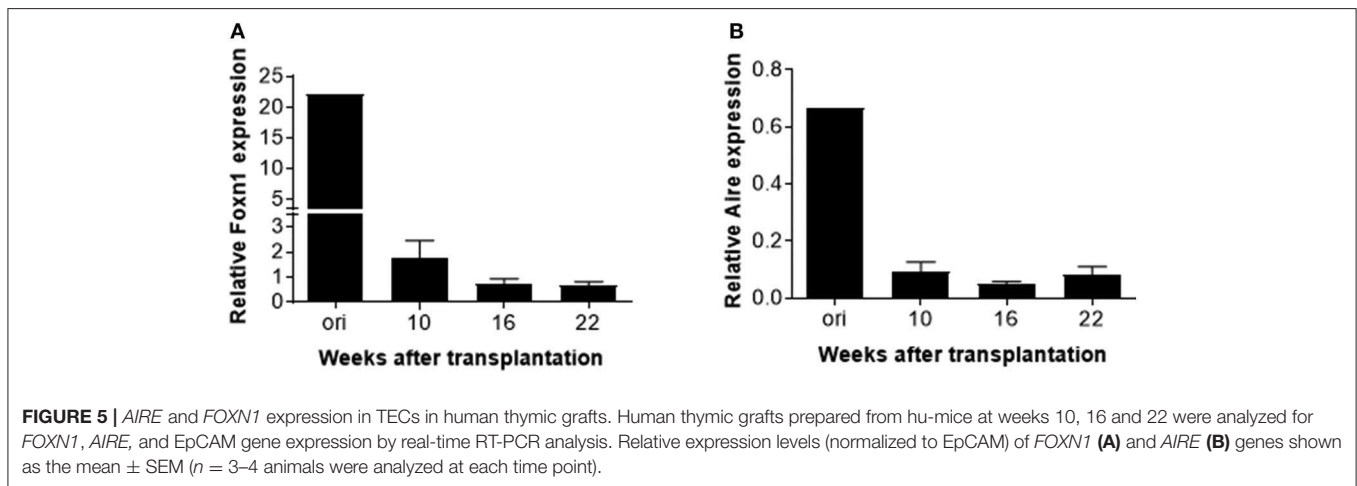 A
Relative Foxn1 expression
25
20
15
10
5
3
2
1
0
ori 10 16 22
Weeks after transplantation
B
Relative Aire expression
0.8
0.6
0.4
0.2
0.0
ori 10 16 22
Weeks after transplantation
FIGURE 5 | AIRE and FOXN1 expression in TECs in human thymic grafts. Human thymic grafts prepared from hu-mice at weeks 10, 16 and 22 were analyzed for
FOXN1, AIRE, and EpCAM gene expression by real-time RT-PCR analysis. Relative expression levels (normalized to EpCAM) of FOXN1 (A) and AIRE (B) genes shown
as the mean ± SEM (n = 3–4 animals were analyzed at each time point).